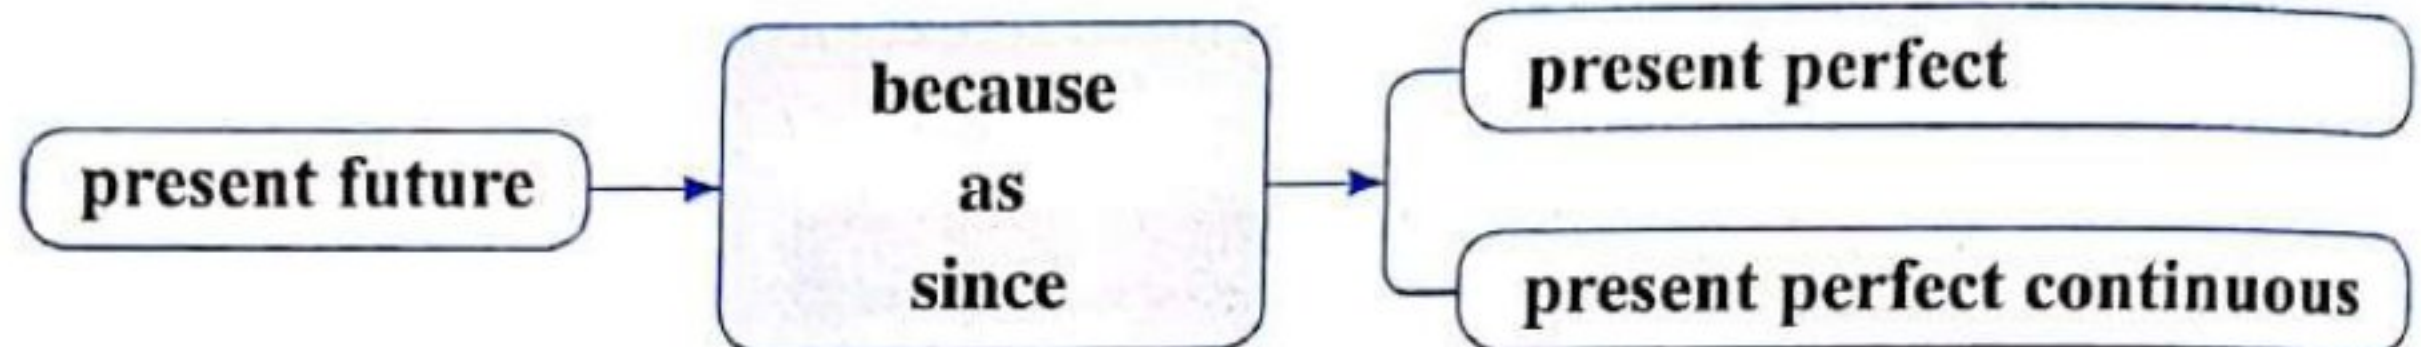 present future
because
as
since
present perfect
present perfect continuous